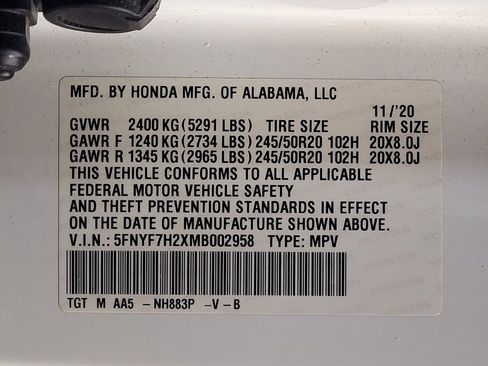 MFD. BY HONDA MFG. OF ALABAMA, LLC
11/'20
GVWR 2400 KG(5291 LBS) TIRE SIZE RIM SIZE
GAWR F 1240 KG(2734 LBS)245/50R20 102H 20X8.0J
GAWR R 1345 KG(2965 LBS)245/50R20 102H 20X8.0J
THIS VEHICLE CONFORMS TO ALL APPLICABLE
FEDERAL MOTOR VEHICLE SAFETY
AND THEFT PREVENTION STANDARDS IN EFFECT
ON THE DATE OF MANUFACTURE SHOWN ABOVE.
V.I.N.: 5FNYF7H2XMB002958 TYPE: MPV
TGT M AA5 -NH883P -V-B